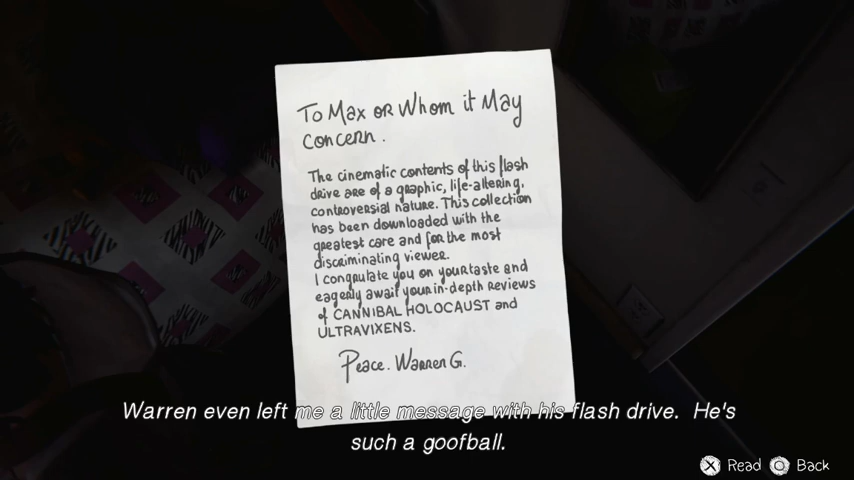 To Max or Whom it May
Concern.
The cinematic contents of this flash
drive are of a graphic, life-altering,
controversial nature. This collection
has been downloaded with the
greatest care and for the most
discriminating viewer.
I congrulate you on your taste and
eagerly await your in-depth reviews
of CANNIBAL HOLOCAUST and
ULTRAVIXENS.
Peace. Warren G.
Warren even left me a little message with his flash drive. He's
such a goofball.
Read Back